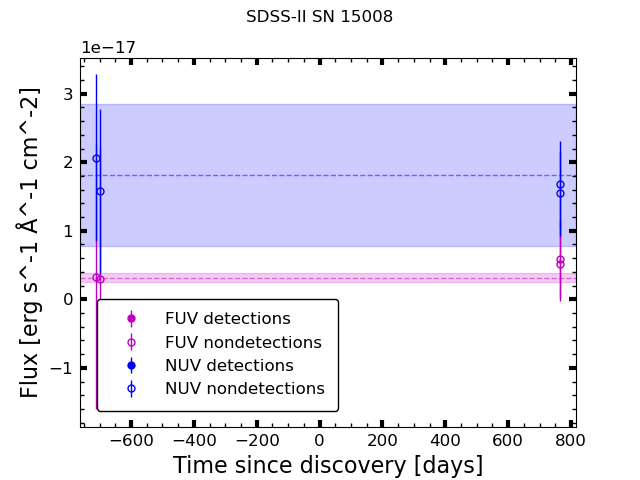 SDSS-II SN 15008
1e−17
Flux [erg s^-1 Å^-1 cm^-2]
3
2
1
0
−1
FUV detections
FUV nondetections
NUV detections
NUV nondetections
−600 −400 −200 0 200 400 600 800
Time since discovery [days]